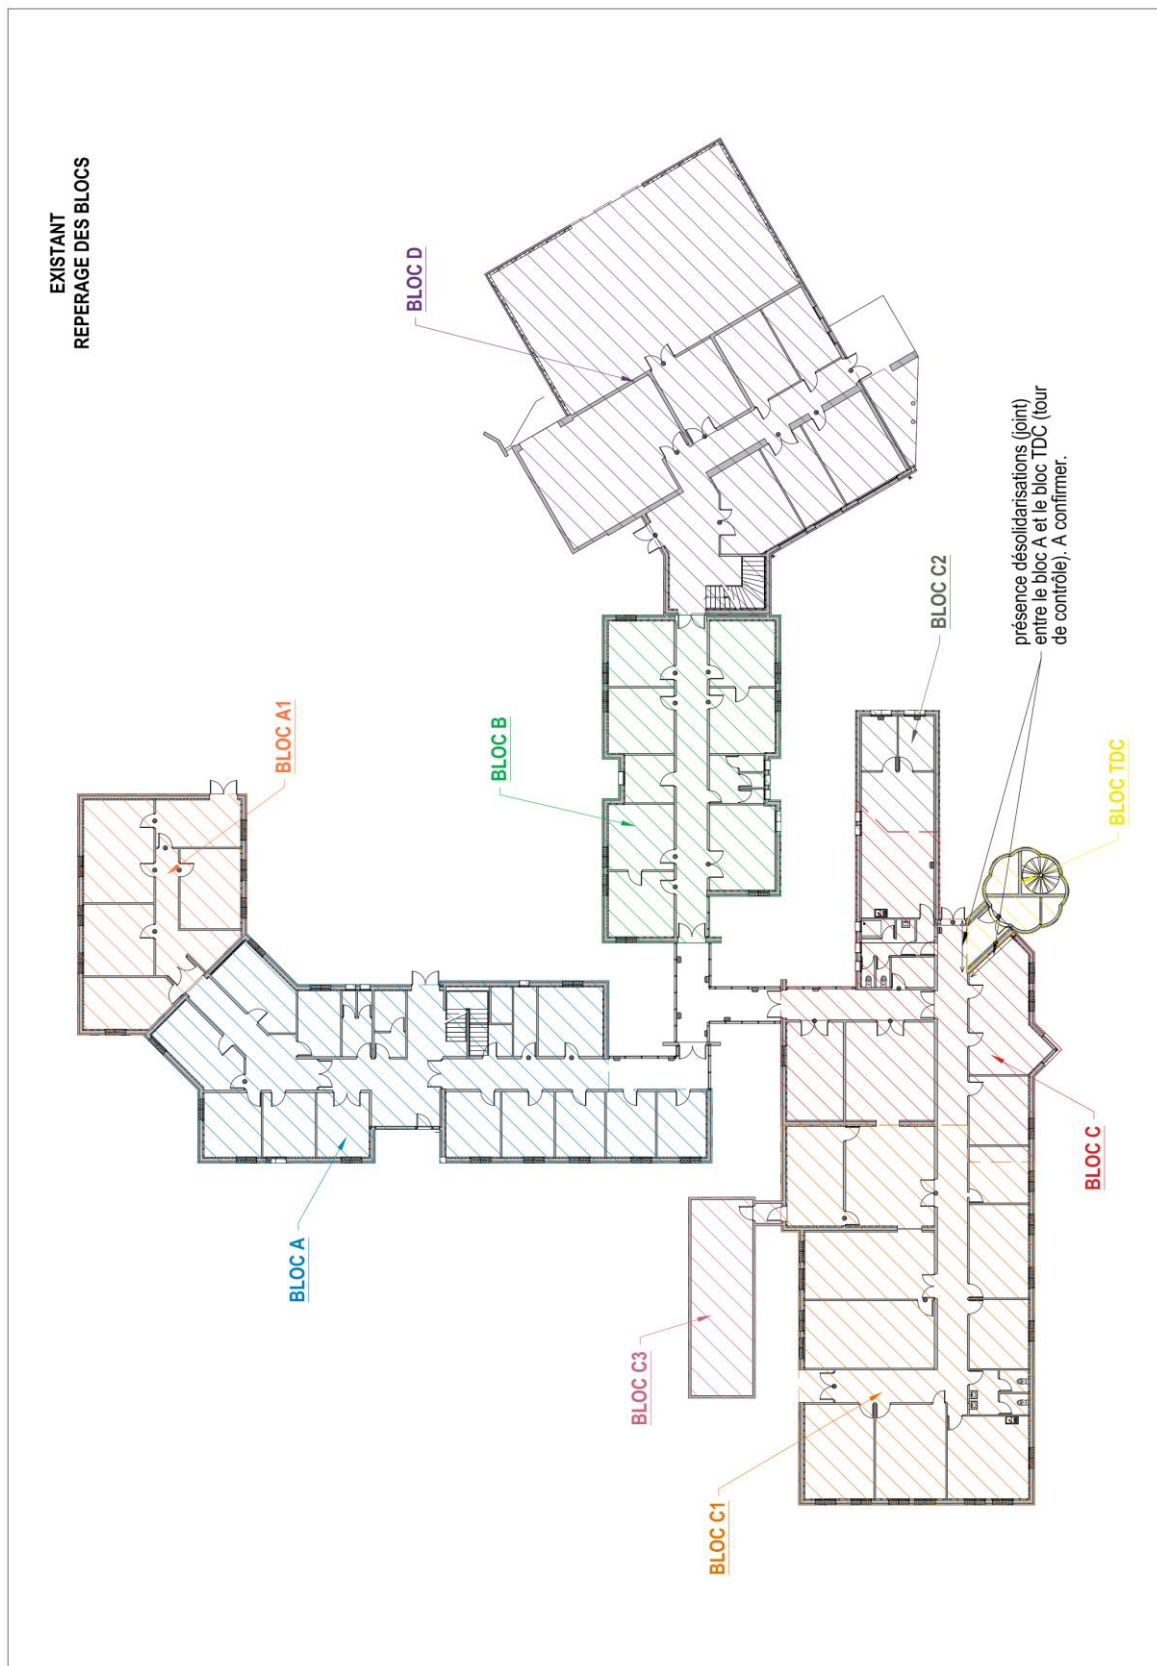 EXISTANT
REPERAGE DES BLOCS
BLOC D
BLOC A1
BLOC B
BLOC C2
présence désolidarisations (joint)
entre le bloc A et le bloc TDC (tour
de contrôle). A confirmer.
BLOC TDC
BLOC A
BLOC C
BLOC C3
BLOC C1